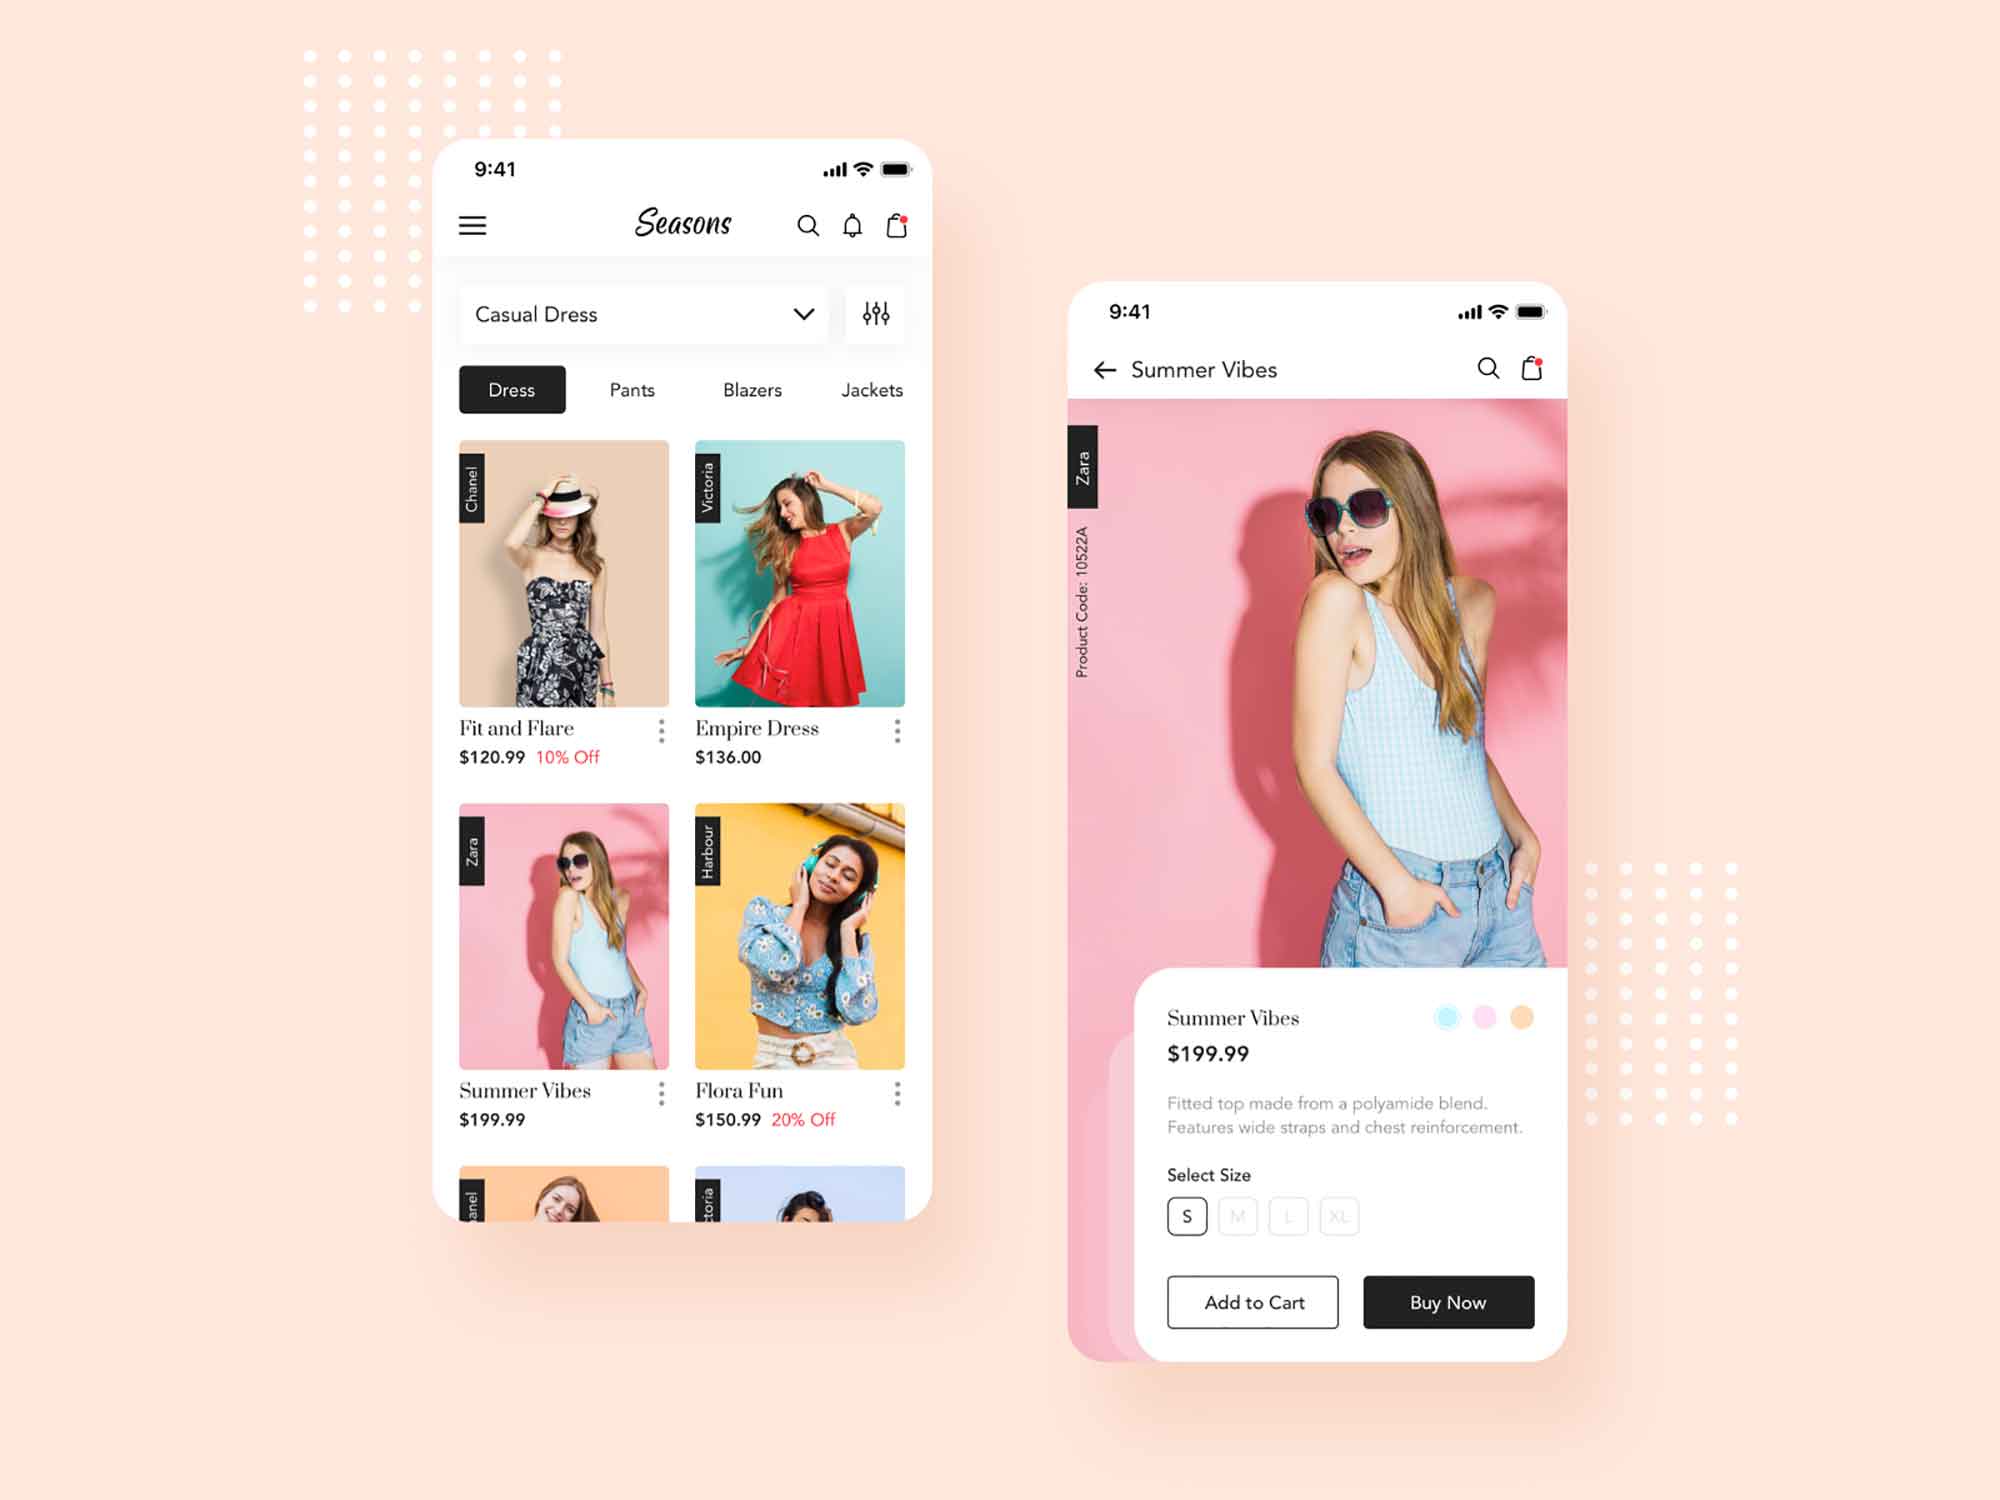 9:41
Seasons
Casual Dress
Dress Pants Blazers Jackets
Chanel
Victoria
Fit and Flare
$120.99 10% Off
Empire Dress
$136.00
Zara
Harbour
Summer Vibes
$199.99
Flora Fun
$150.99 20% Off
anel
ctoria
9:41
Summer Vibes
Zara
Product Code: 10522A
Summer Vibes
$199.99
Fitted top made from a polyamide blend.
Features wide straps and chest reinforcement.
Select Size
S M L XL
Add to Cart Buy Now